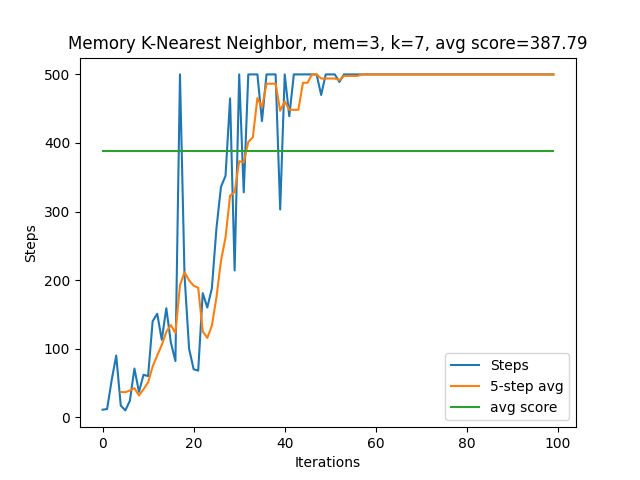 Memory K-Nearest Neighbor, mem=3, k=7, avg score=387.79
500
400
300
200
100
0
Steps
0 20 40 60 80 100
Iterations
Steps
5-step avg
avg score